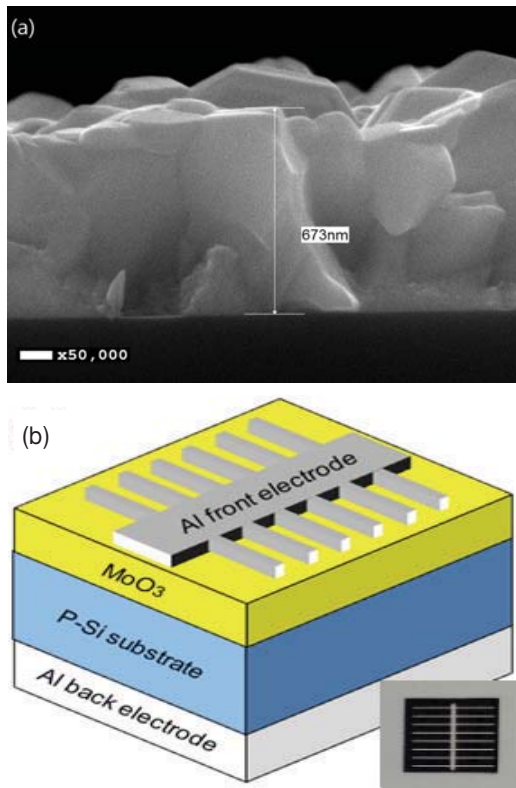 (a)
673nm
x50,000
(b)
Al front electrode
MoO3
P-Si substrate
Al back electrode